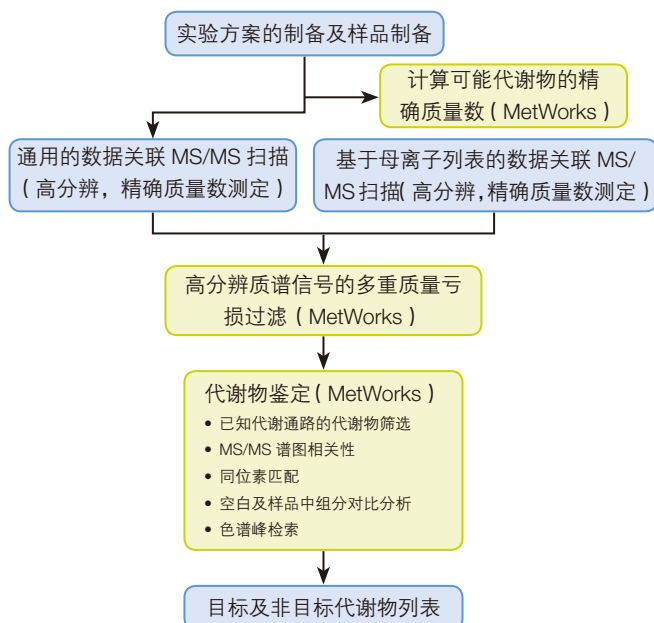 实验方案的制备及样品制备
计算可能代谢物的精
确质量数（MetWorks）
通用的数据关联 MS/MS 扫描
（高分辨，精确质量数测定）
基于母离子列表的数据关联 MS/
MS 扫描（高分辨，精确质量数测定）
高分辨质谱信号的多重质量亏
损过滤（MetWorks）
代谢物鉴定（MetWorks）
• 已知代谢通路的代谢物筛选
• MS/MS 谱图相关性
• 同位素匹配
• 空白及样品中组分对比分析
• 色谱峰检索
目标及非目标代谢物列表